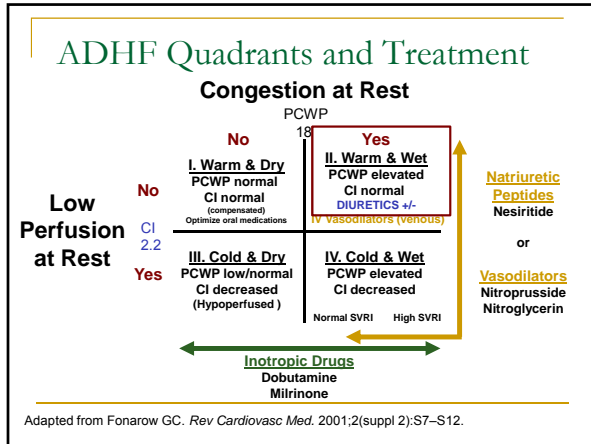 ADHF Quadrants and Treatment
Congestion at Rest
PCWP
18
No
Yes
Low
Perfusion
at Rest
No
CI
2.2
Yes
I. Warm & Dry
PCWP normal
CI normal
(compensated)
Optimize oral medications
II. Warm & Wet
PCWP elevated
CI normal
DIURETICS +/-
IV Vasodilators (venous)
III. Cold & Dry
PCWP low/normal
CI decreased
(Hypoperfused )
IV. Cold & Wet
PCWP elevated
CI decreased
Normal SVRI High SVRI
Natriuretic
Peptides
Nesiritide
or
Vasodilators
Nitroprusside
Nitroglycerin
Inotropic Drugs
Dobutamine
Milrinone
Adapted from Fonarow GC. Rev Cardiovasc Med. 2001;2(suppl 2):S7–S12.